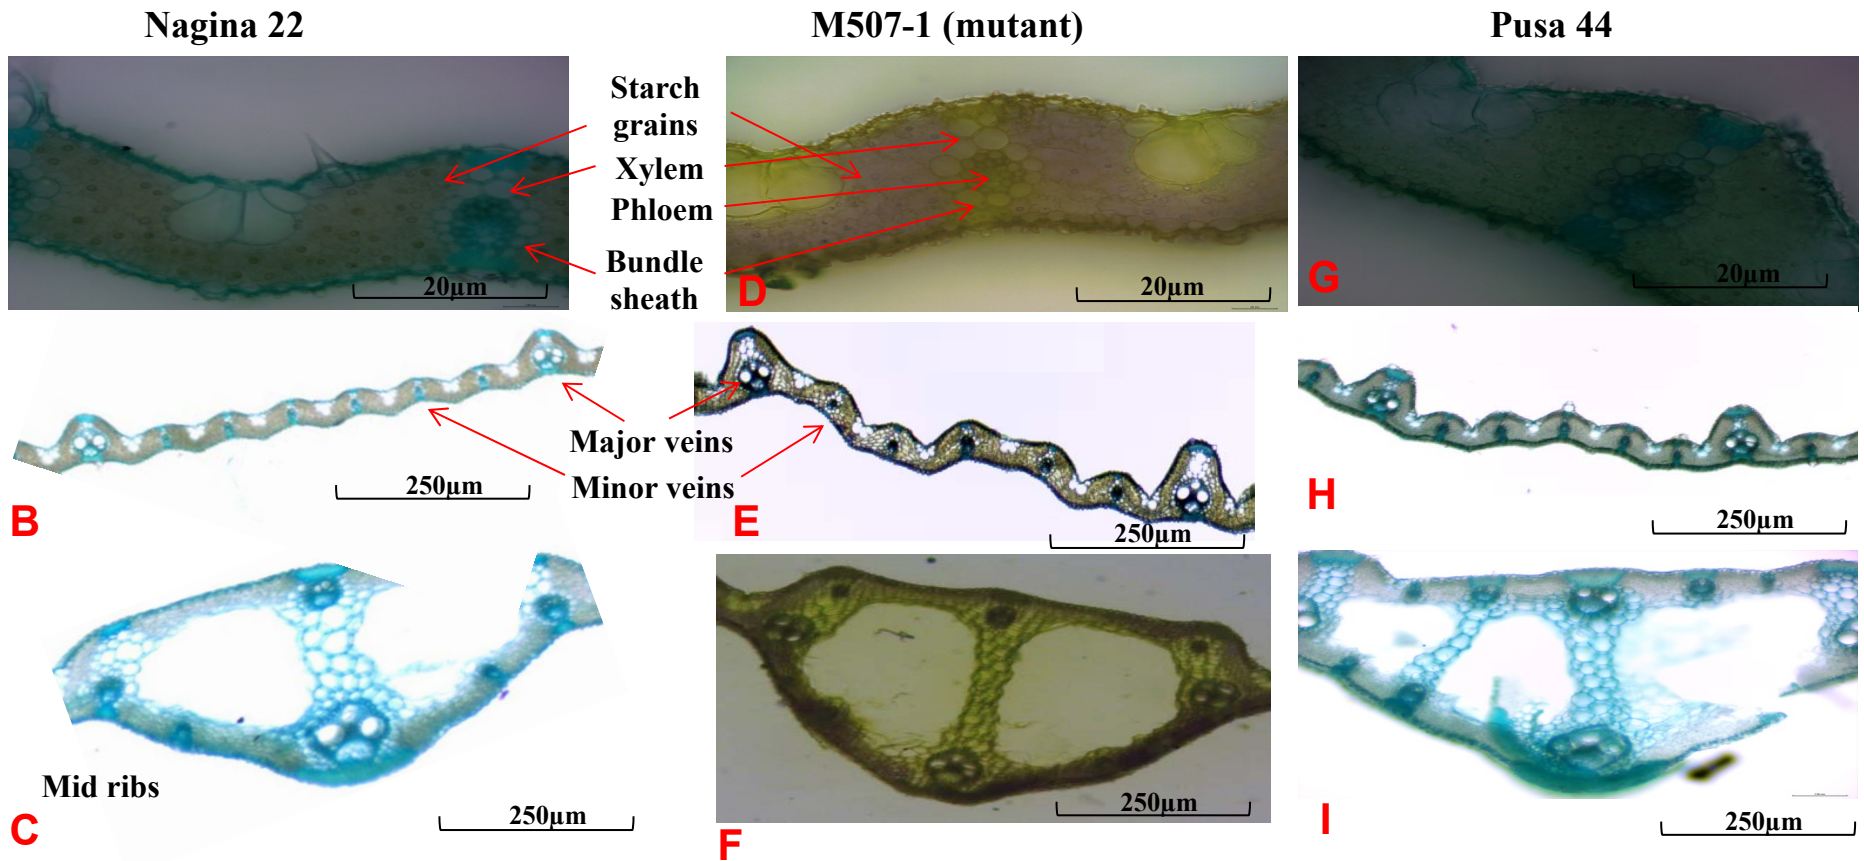 Nagina 22
M507-1 (mutant)
Pusa 44
Starch
grains
Xylem
Phloem
Bundle
sheath
20µm
D
20µm
G
20µm
Major veins
Minor veins
B
250µm
E
250µm
H
250µm
Mid ribs
C
250µm
F
250µm
I
250µm